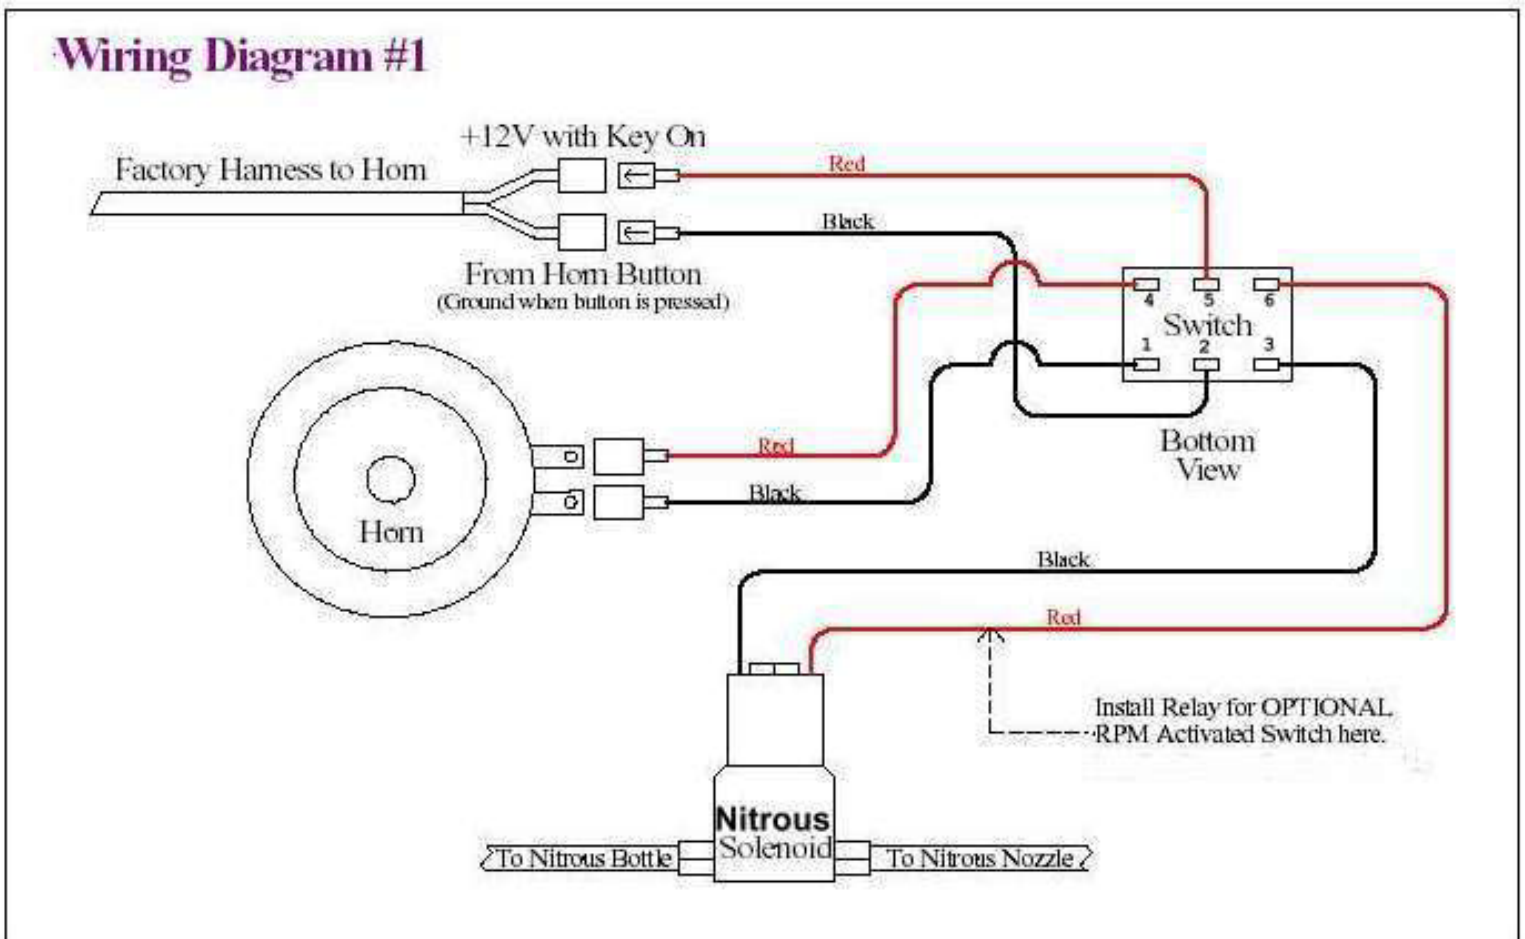 Wiring Diagram #1
+12V with Key On
Factory Harness to Horn
Red
Black
From Horn Button
(Ground when button is pressed)
4 5 6
Switch
1 2 3
Bottom
View
Red
Black
Horn
Black
Red
Install Relay for OPTIONAL
RPM Activated Switch here.
Nitrous
Solenoid
To Nitrous Bottle
To Nitrous Nozzle